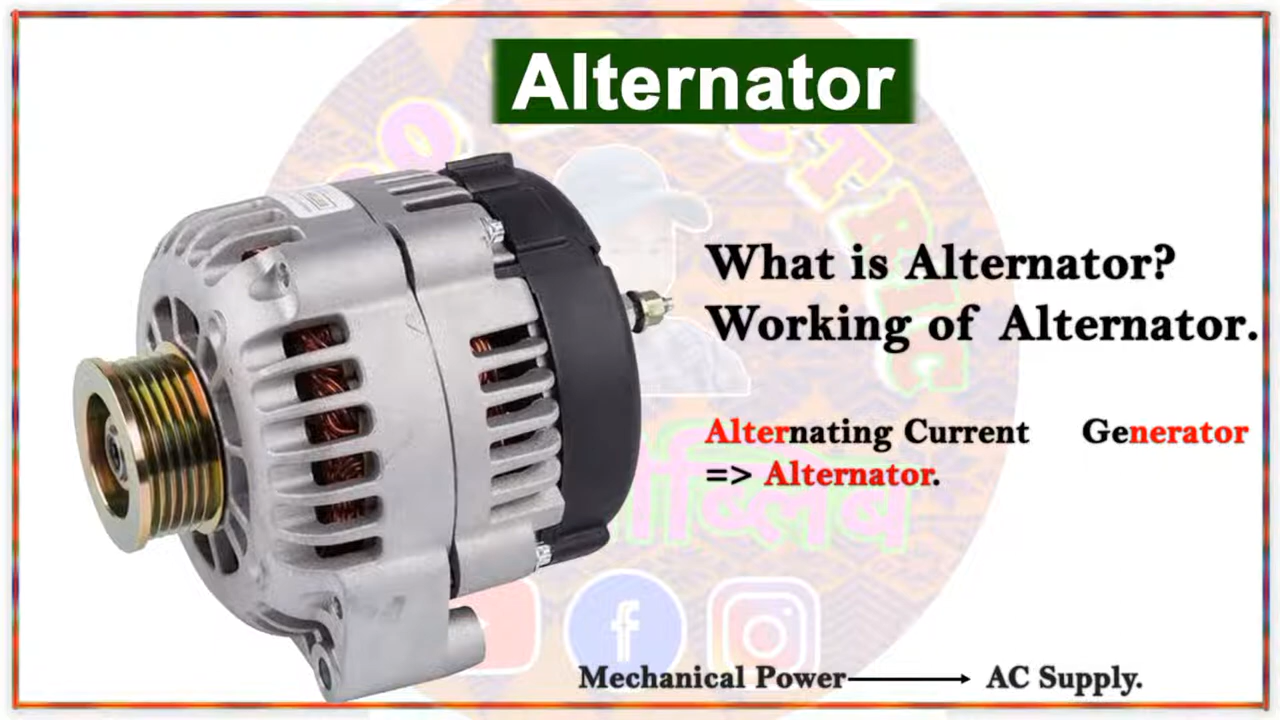 Alternator
What is Alternator?
Working of Alternator.
Alternating Current Generator
=> Alternator.
Mechanical Power AC Supply.